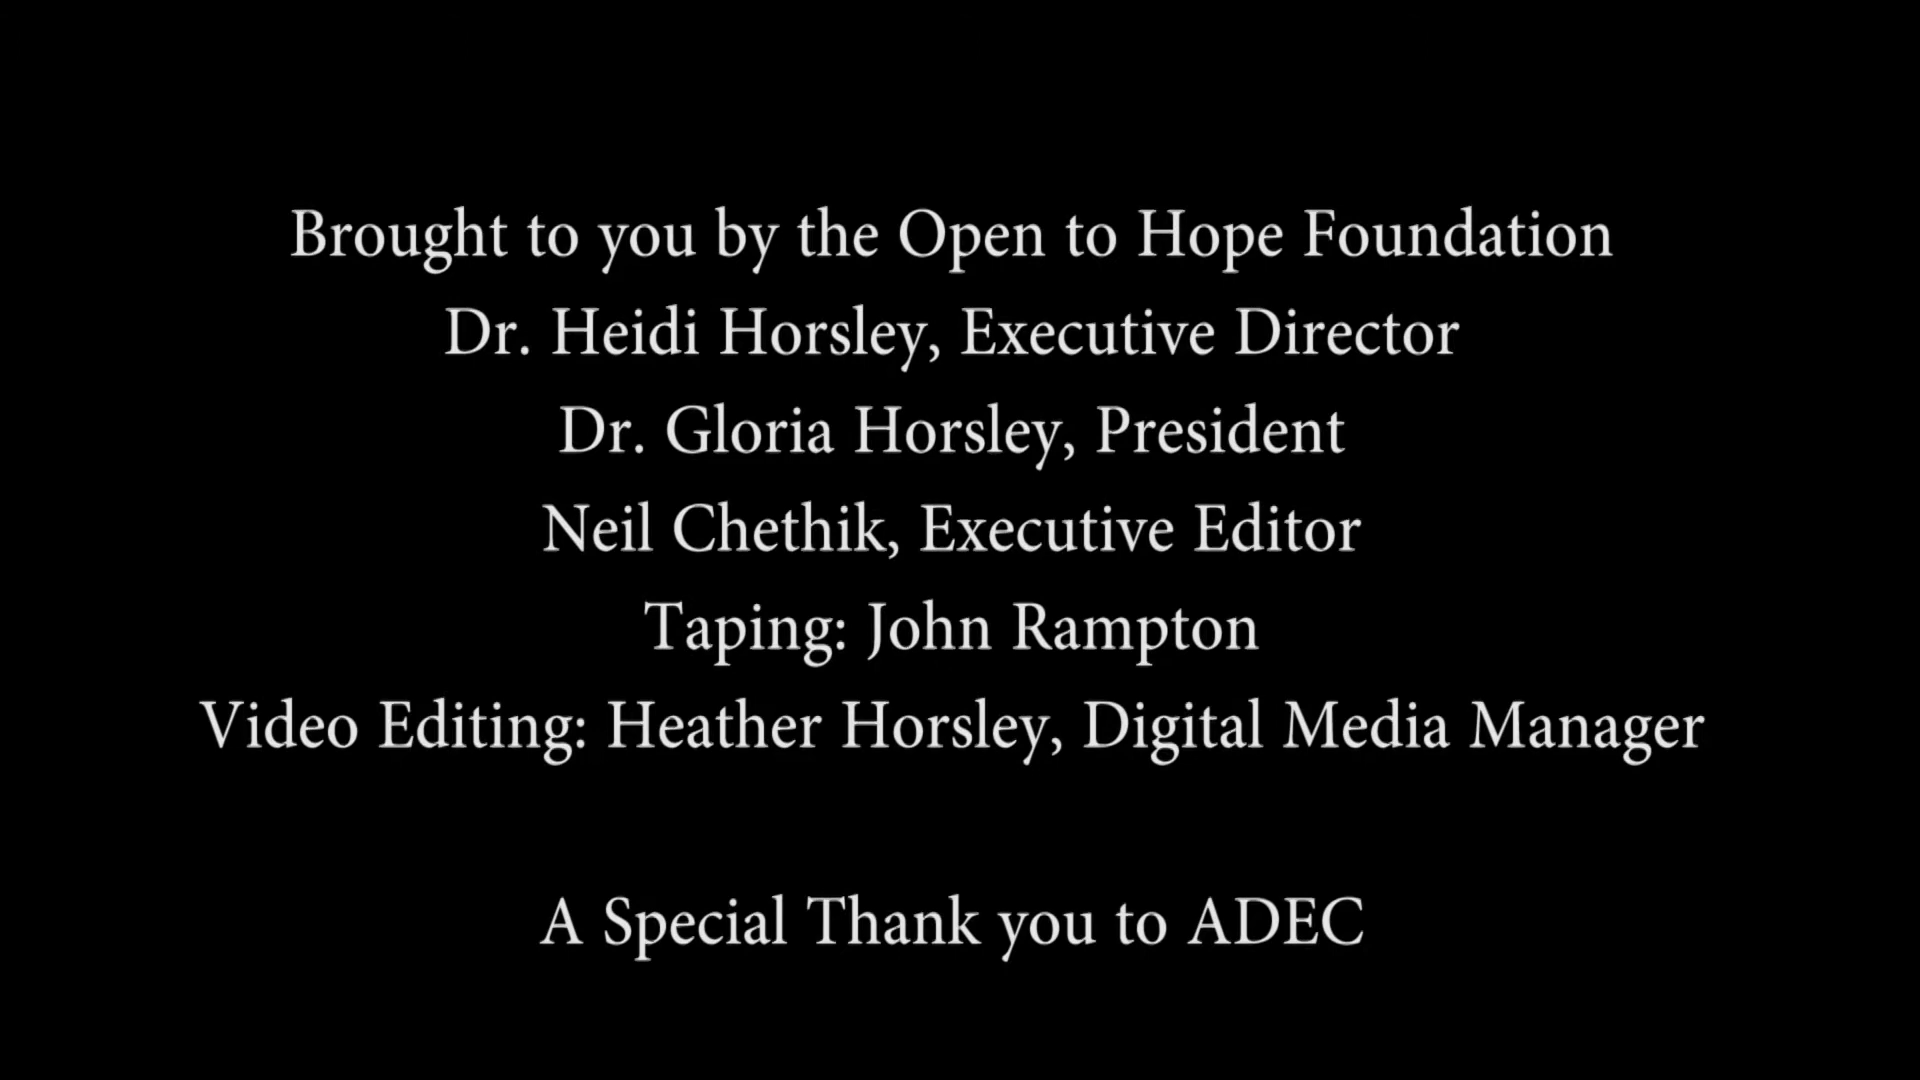 Brought to you by the Open to Hope Foundation
Dr. Heidi Horsley, Executive Director
Dr. Gloria Horsley, President
Neil Chethik, Executive Editor
Taping: John Rampton
Video Editing: Heather Horsley, Digital Media Manager
A Special Thank you to ADEC